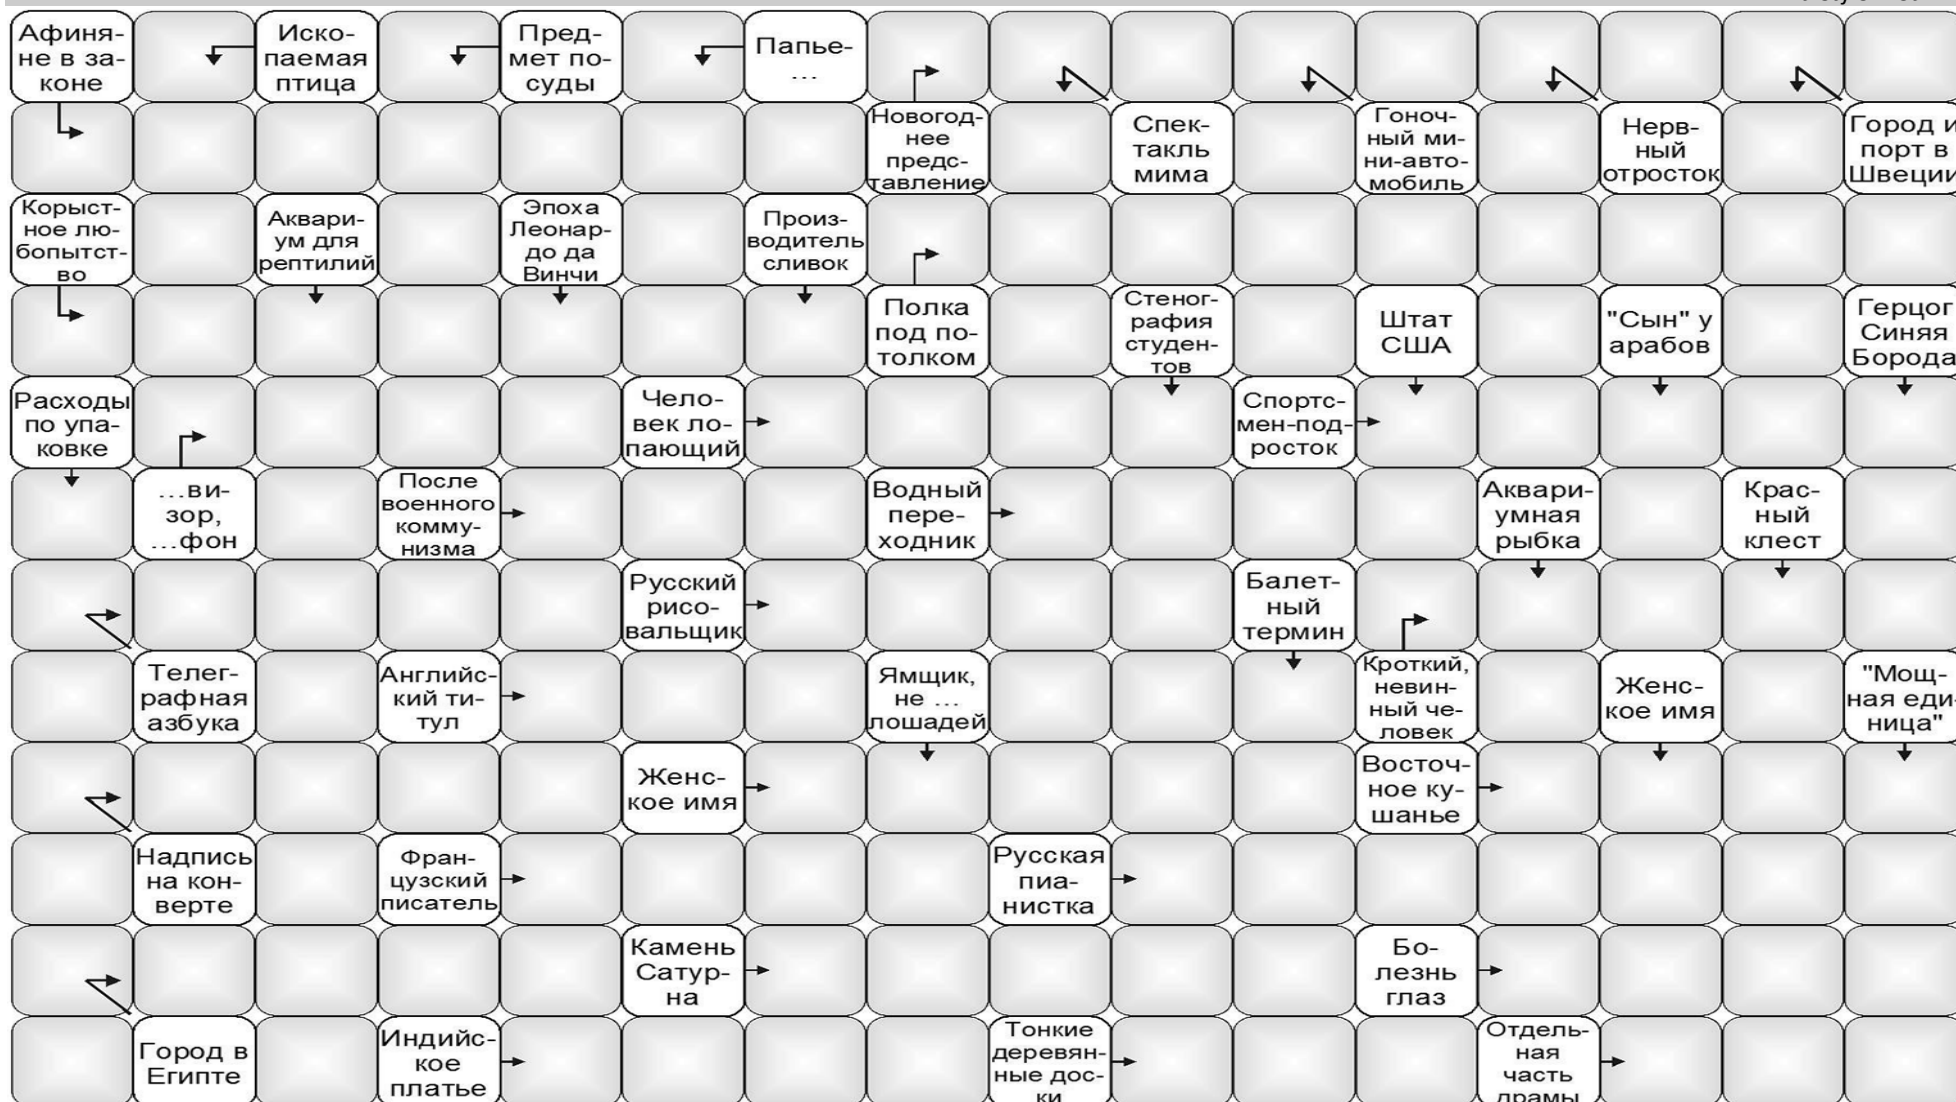 Афиня-
не в за-
коне
Иско-
паемая
птица
Пред-
мет по-
суды
Папье-
...
Новогод-
нее
предс-
тавление
Спек-
такль
мима
Гоноч-
ный ми-
ни-авто-
мобиль
Нерв-
ный
отросток
Город и
порт в
Швеции
Корыст-
ное лю-
бопытст-
во
Аквари-
ум для
рептилий
Эпоха
Леонар-
до да
Винчи
Произ-
водитель
сливок
Полка
под по-
толком
Стеног-
рафия
студен-
тов
Штат
США
"Сын" у
арабов
Герцог
Синяя
Борода
Расходы
по упа-
ковке
Чело-
век ло-
пающий
Спортс-
мен-под-
росток
...ви-
зор,
...фон
После
военного
комму-
низма
Водный
пере-
ходник
Аквари-
умная
рыбка
Крас-
ный
клест
Русский
рисо-
вальщик
Балет-
ный
термин
Телег-
рафная
азбука
Английс-
кий ти-
тул
Ямщик,
не ...
лошадей
Кроткий,
невин-
ный че-
ловек
Женс-
кое имя
"Мощ-
ная еди-
ница"
Женс-
кое имя
Восточ-
ное ку-
шанье
Надпись
на кон-
верте
Фран-
цузский
писатель
Русская
пиа-
нистка
Камень
Сатур-
на
Бо-
лезнь
глаз
Город в
Египте
Индийс-
кое
платье
Тонкие
деревян-
ные дос-
ки
Отдель-
ная
часть
драмы